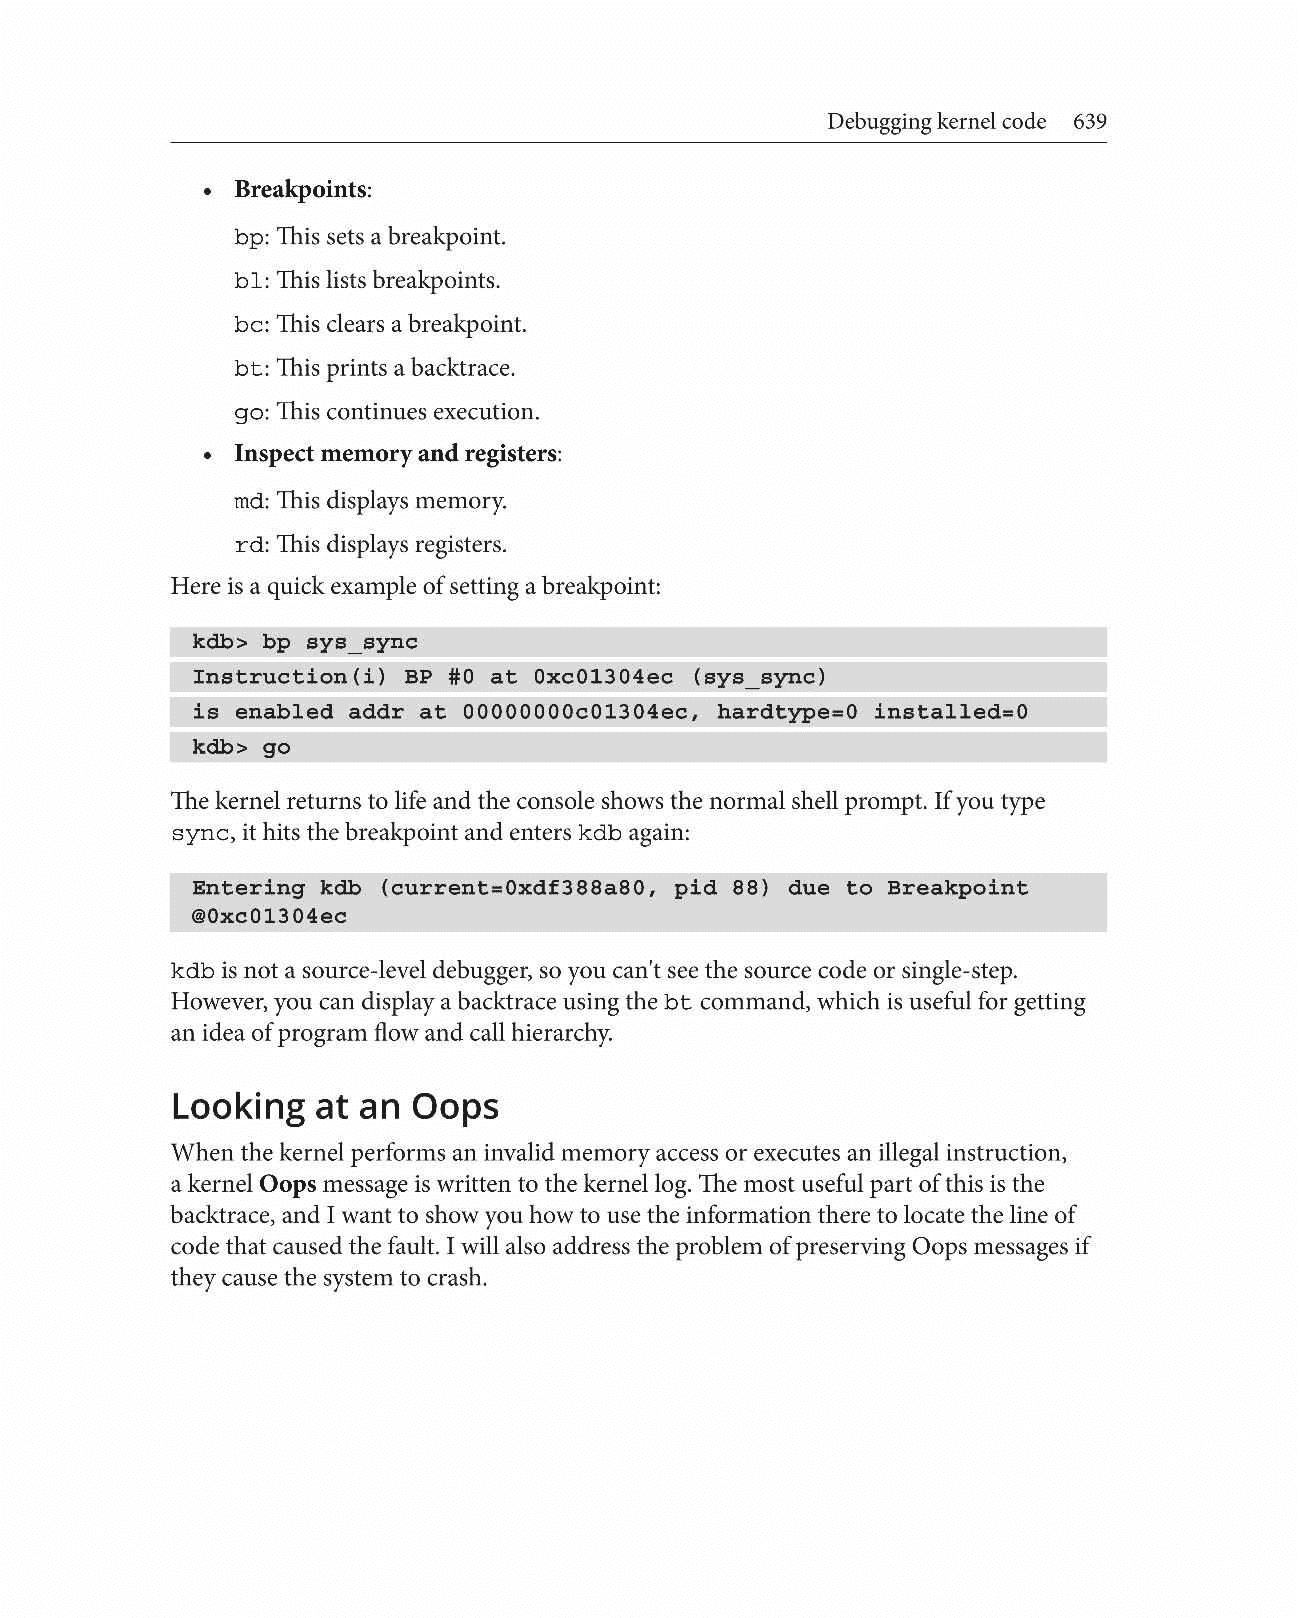 Debugging kernel code 639
• Breakpoints:
bp: This sets a breakpoint.
bl: This lists breakpoints.
bc: This clears a breakpoint.
bt: This prints a backtrace.
go: This continues execution.
• Inspect memory and registers:
md: This displays memory.
rd: This displays registers.
Here is a quick example of setting a breakpoint:
kdb> bp sys_sync
Instruction(i) BP #0 at 0xc01304ec (sys_sync)
is enabled addr at 00000000c01304ec, hardtype=0 installed=0
kdb> go
The kernel returns to life and the console shows the normal shell prompt. If you type
sync, it hits the breakpoint and enters kdb again:
Entering kdb (current=0xdf388a80, pid 88) due to Breakpoint
@0xc01304ec
kdb is not a source-level debugger, so you can't see the source code or single-step.
However, you can display a backtrace using the bt command, which is useful for getting
an idea of program flow and call hierarchy.
Looking at an Oops
When the kernel performs an invalid memory access or executes an illegal instruction,
a kernel Oops message is written to the kernel log. The most useful part of this is the
backtrace, and I want to show you how to use the information there to locate the line of
code that caused the fault. I will also address the problem of preserving Oops messages if
they cause the system to crash.